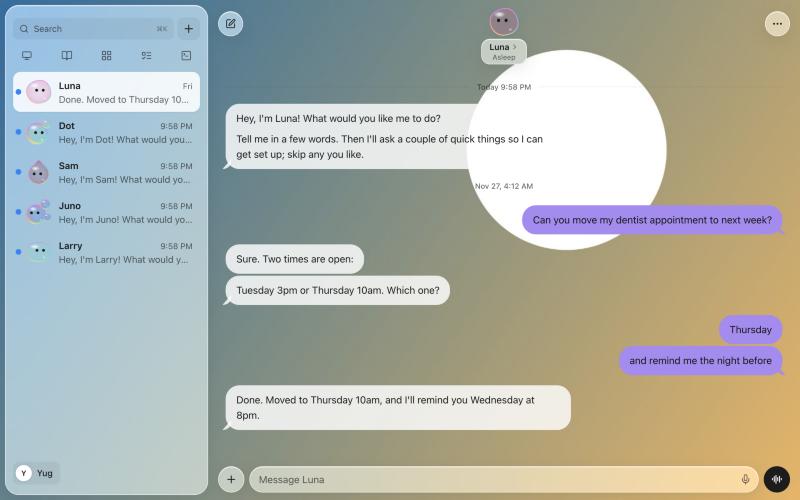 Search
⌘K
Luna
Fri
Done. Moved to Thursday 10...
Dot
9:58 PM
Hey, I'm Dot! What would you...
Sam
9:58 PM
Hey, I'm Sam! What would yo...
Juno
9:58 PM
Hey, I'm Juno! What would yo...
Larry
9:58 PM
Hey, I'm Larry! What would y...
Y
Yug
Luna >
Asleep
Today 9:58 PM
Hey, I'm Luna! What would you like me to do?
Tell me in a few words. Then I'll ask a couple of quick things so I can
get set up; skip any you like.
Nov 27, 4:12 AM
Can you move my dentist appointment to next week?
Sure. Two times are open:
Tuesday 3pm or Thursday 10am. Which one?
Thursday
and remind me the night before
Done. Moved to Thursday 10am, and I'll remind you Wednesday at
8pm.
Message Luna